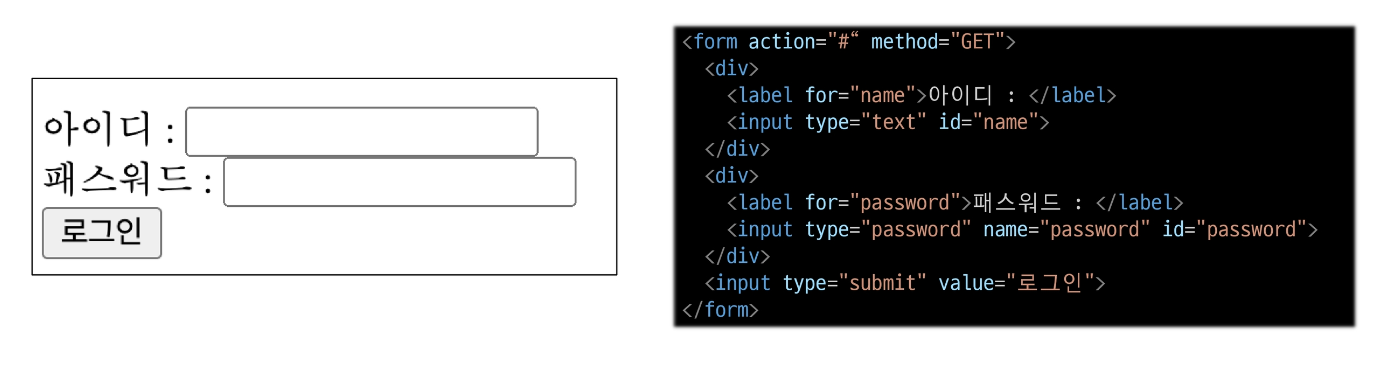 아이디 :
패스워드 :
로그인
<form action="#“ method="GET">
<div>
<label for="name">아이디 : </label>
<input type="text" id="name">
</div>
<div>
<label for="password">패스워드 : </label>
<input type="password" name="password" id="password">
</div>
<input type="submit" value="로그인">
</form>